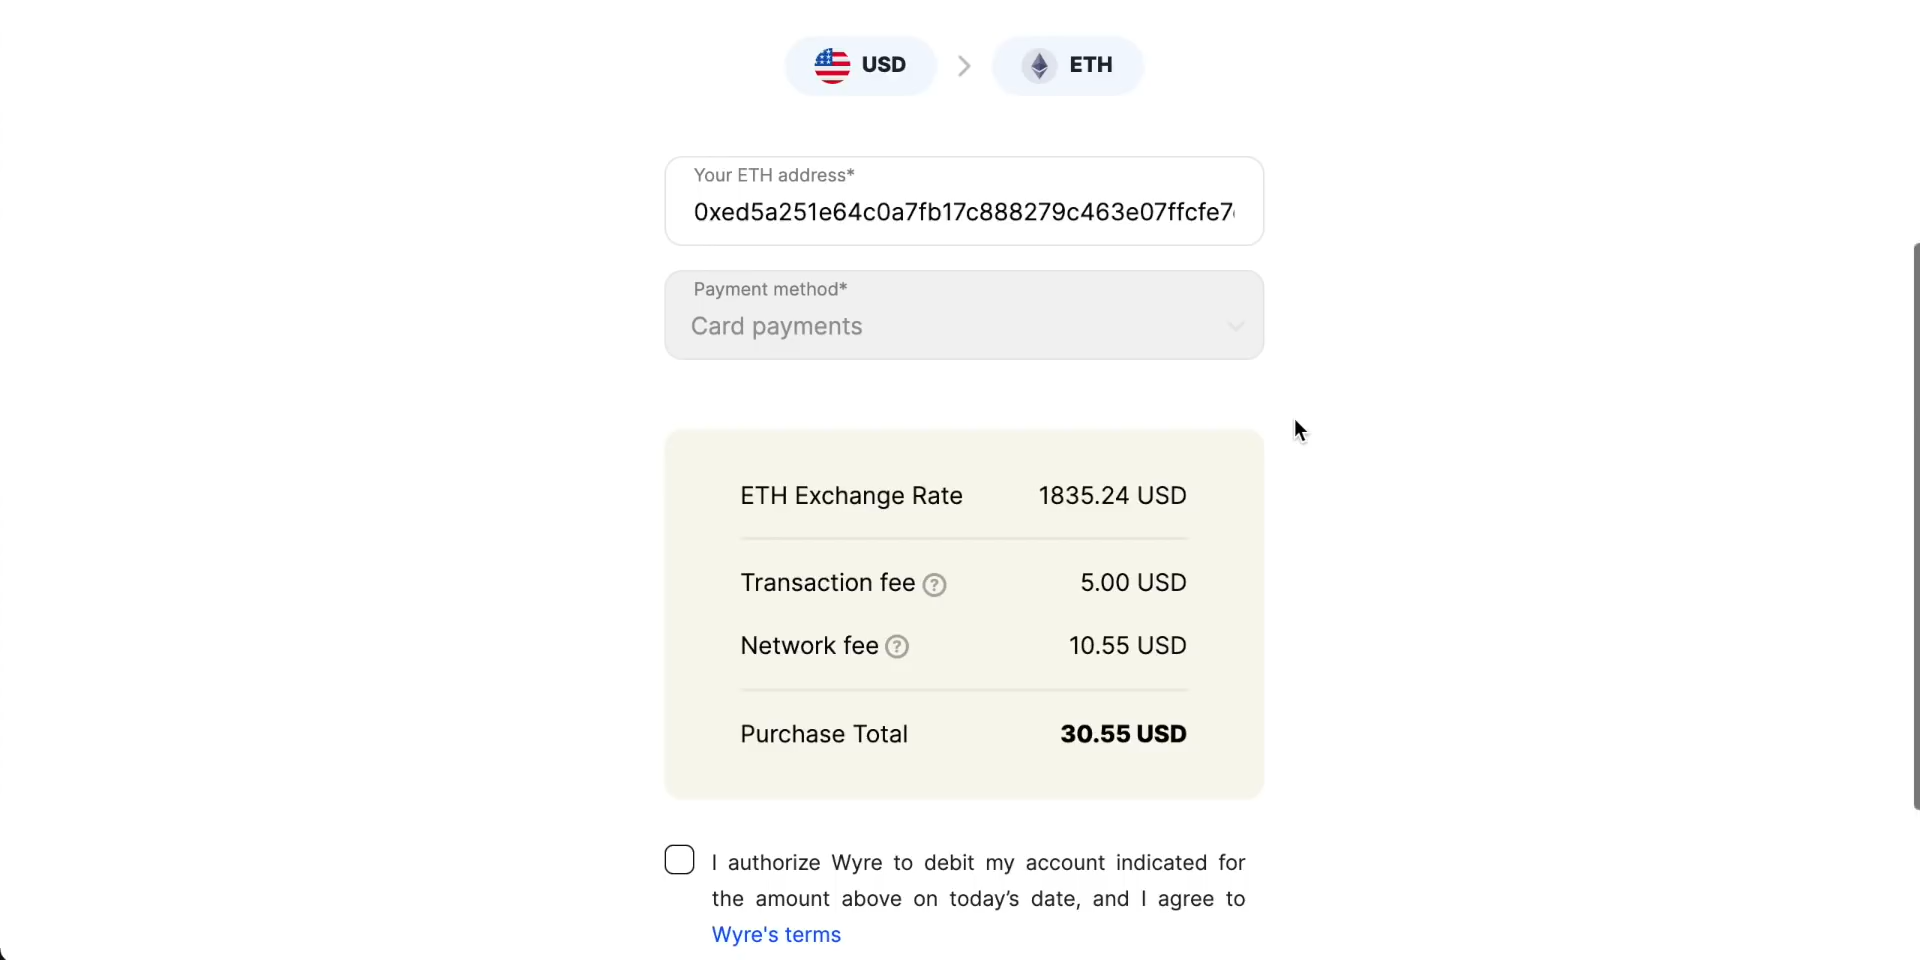 USD > ETH
Your ETH address*
0xed5a251e64c0a7fb17c888279c463e07ffcfe7
Payment method*
Card payments
ETH Exchange Rate 1835.24 USD
Transaction fee ? 5.00 USD
Network fee ? 10.55 USD
Purchase Total 30.55 USD
I authorize Wyre to debit my account indicated for
the amount above on today’s date, and I agree to
Wyre's terms